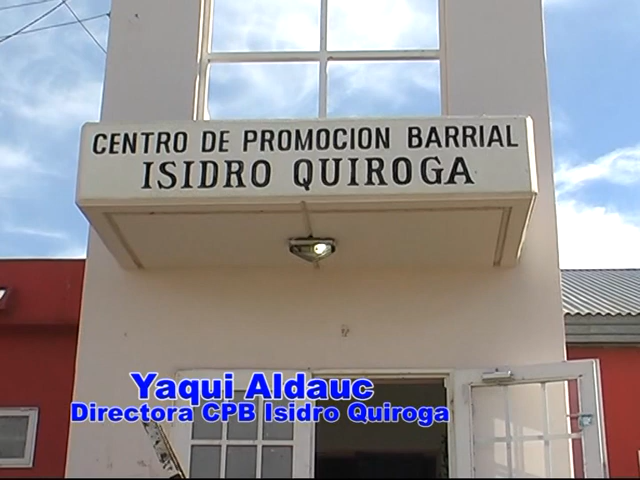 CENTRO DE PROMOCION BARRIAL
ISIDRO QUIROGA
Yaqui Aldauc
Directora CPB Isidro Quiroga